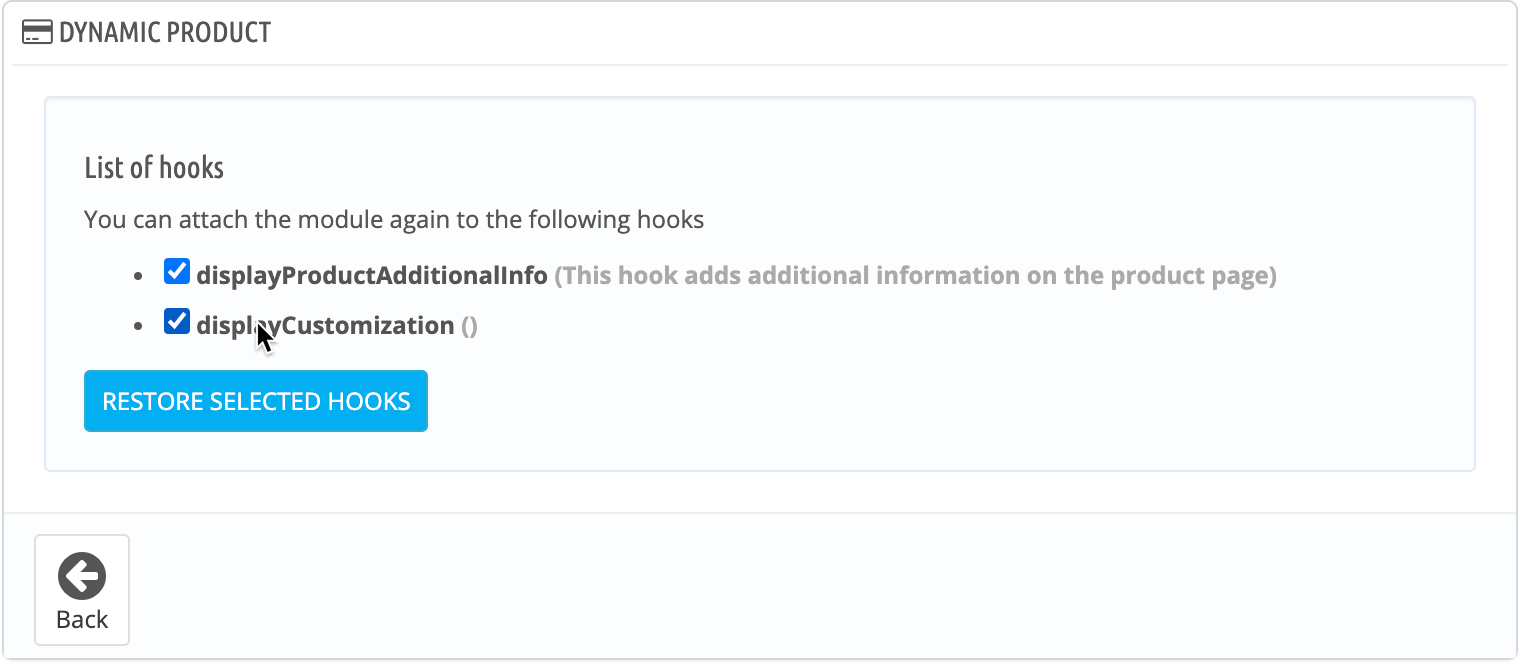 DYNAMIC PRODUCT
List of hooks
You can attach the module again to the following hooks
displayProductAdditionalInfo (This hook adds additional information on the product page)
displayCustomization ()
RESTORE SELECTED HOOKS
Back